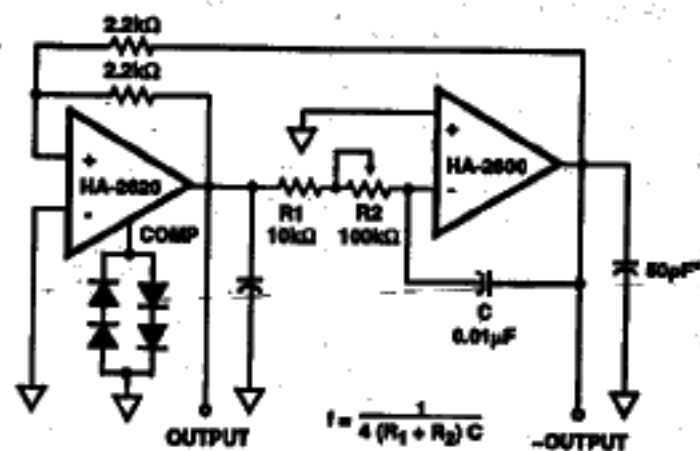 2.2kΩ
2.2kΩ
+
HA-2620
-
COMP
+
HA-2600
-
R1
10kΩ
R2
100kΩ
C
0.01μF
50pF*
OUTPUT
f = 1 / 4 (R1 + R2) C
~OUTPUT